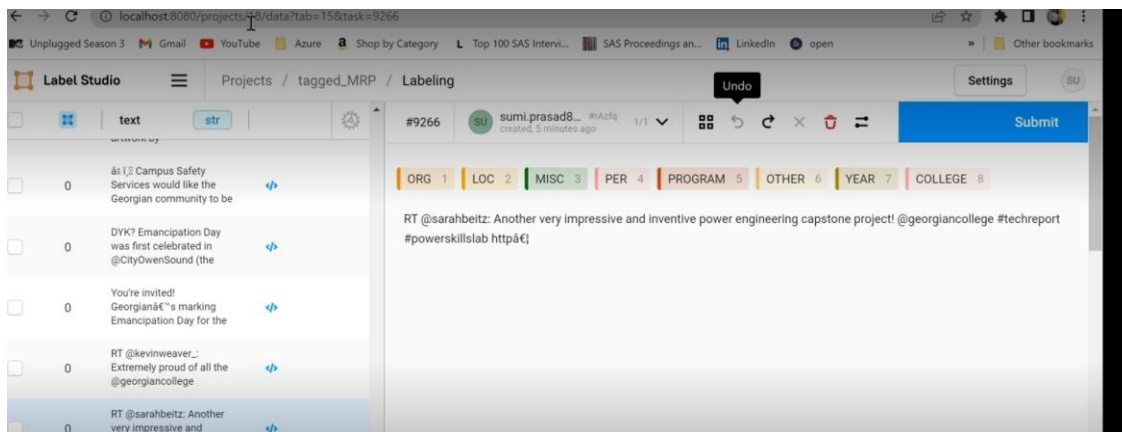 localhost:8080/projects/18/data?tab=15&task=9266
Unplugged Season 3 Gmail YouTube Azure Shop by Category Top 100 SAS Intervi... SAS Proceedings an... LinkedIn open » Other bookmarks
Label Studio Projects / tagged_MRP / Labeling Undo Settings SU
text str #9266 SU sumi.prasad8... #rAzfq 1/1 Submit
created, 5 minutes ago
0 Campus Safety
Services would like the </>
Georgian community to be
ORG 1 LOC 2 MISC 3 PER 4 PROGRAM 5 OTHER 6 YEAR 7 COLLEGE 8
RT @sarahbeitz: Another very impressive and inventive power engineering capstone project! @georgiancollege #techreport
#powerskillslab httpâ€¦
DYK? Emancipation Day
0 was first celebrated in </>
@CityOwenSound (the
You're invited!
0 Georgianâ€™s marking </>
Emancipation Day for the
RT @kevinweaver_:
0 Extremely proud of all the </>
@georgiancollege
RT @sarahbeitz: Another
0 very impressive and </>